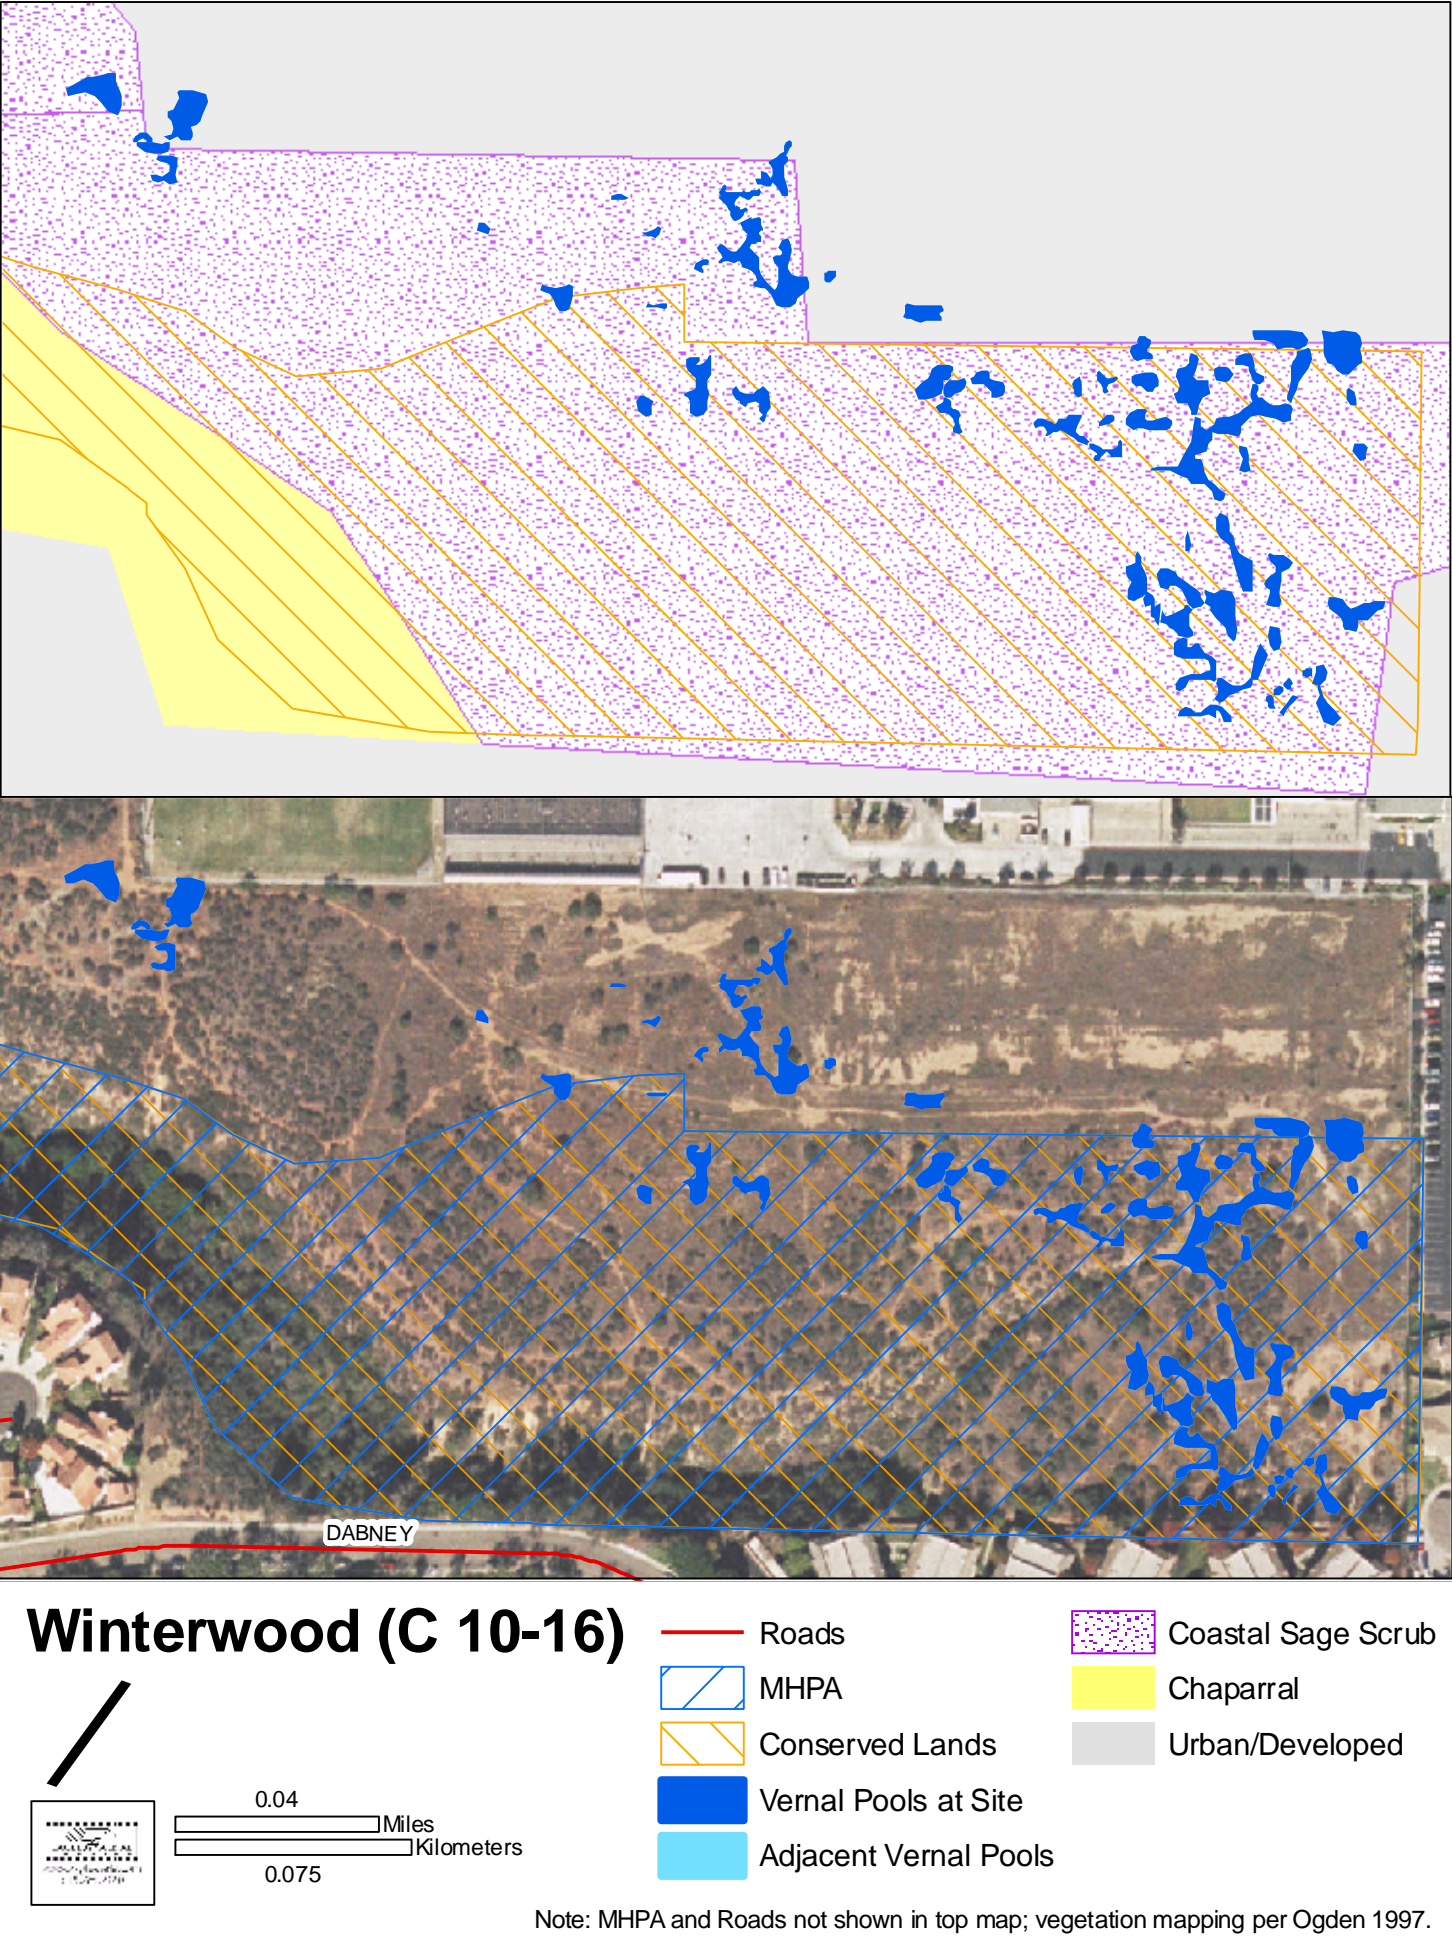 DABNEY
Winterwood (C 10-16)
Roads
MHPA
Conserved Lands
Vernal Pools at Site
Adjacent Vernal Pools
Coastal Sage Scrub
Chaparral
Urban/Developed
0.04
Miles
Kilometers
0.075
Note: MHPA and Roads not shown in top map; vegetation mapping per Ogden 1997.